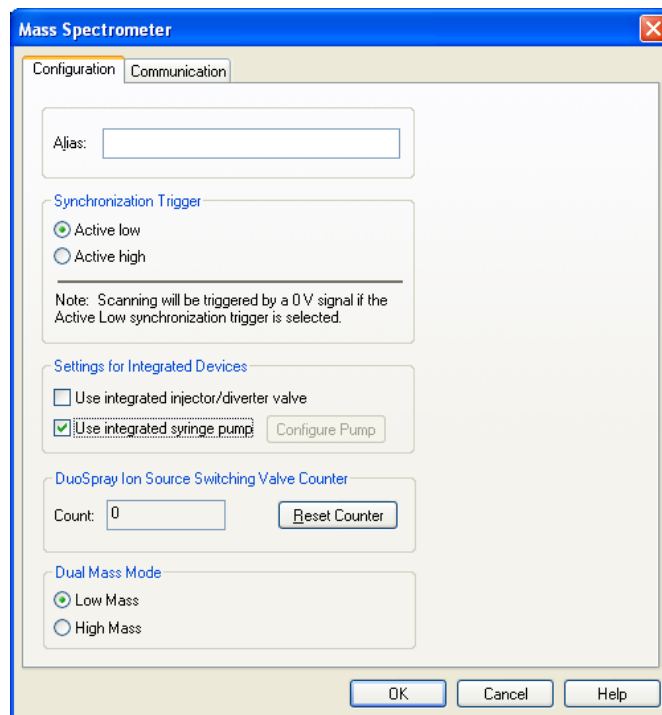 Mass Spectrometer
Configuration
Communication
Alias:
Synchronization Trigger
Active low
Active high
Note: Scanning will be triggered by a 0 V signal if the
Active Low synchronization trigger is selected.
Settings for Integrated Devices
Use integrated injector/diverter valve
Use integrated syringe pump
Configure Pump
DuoSpray Ion Source Switching Valve Counter
Count: 0
Reset Counter
Dual Mass Mode
Low Mass
High Mass
OK
Cancel
Help